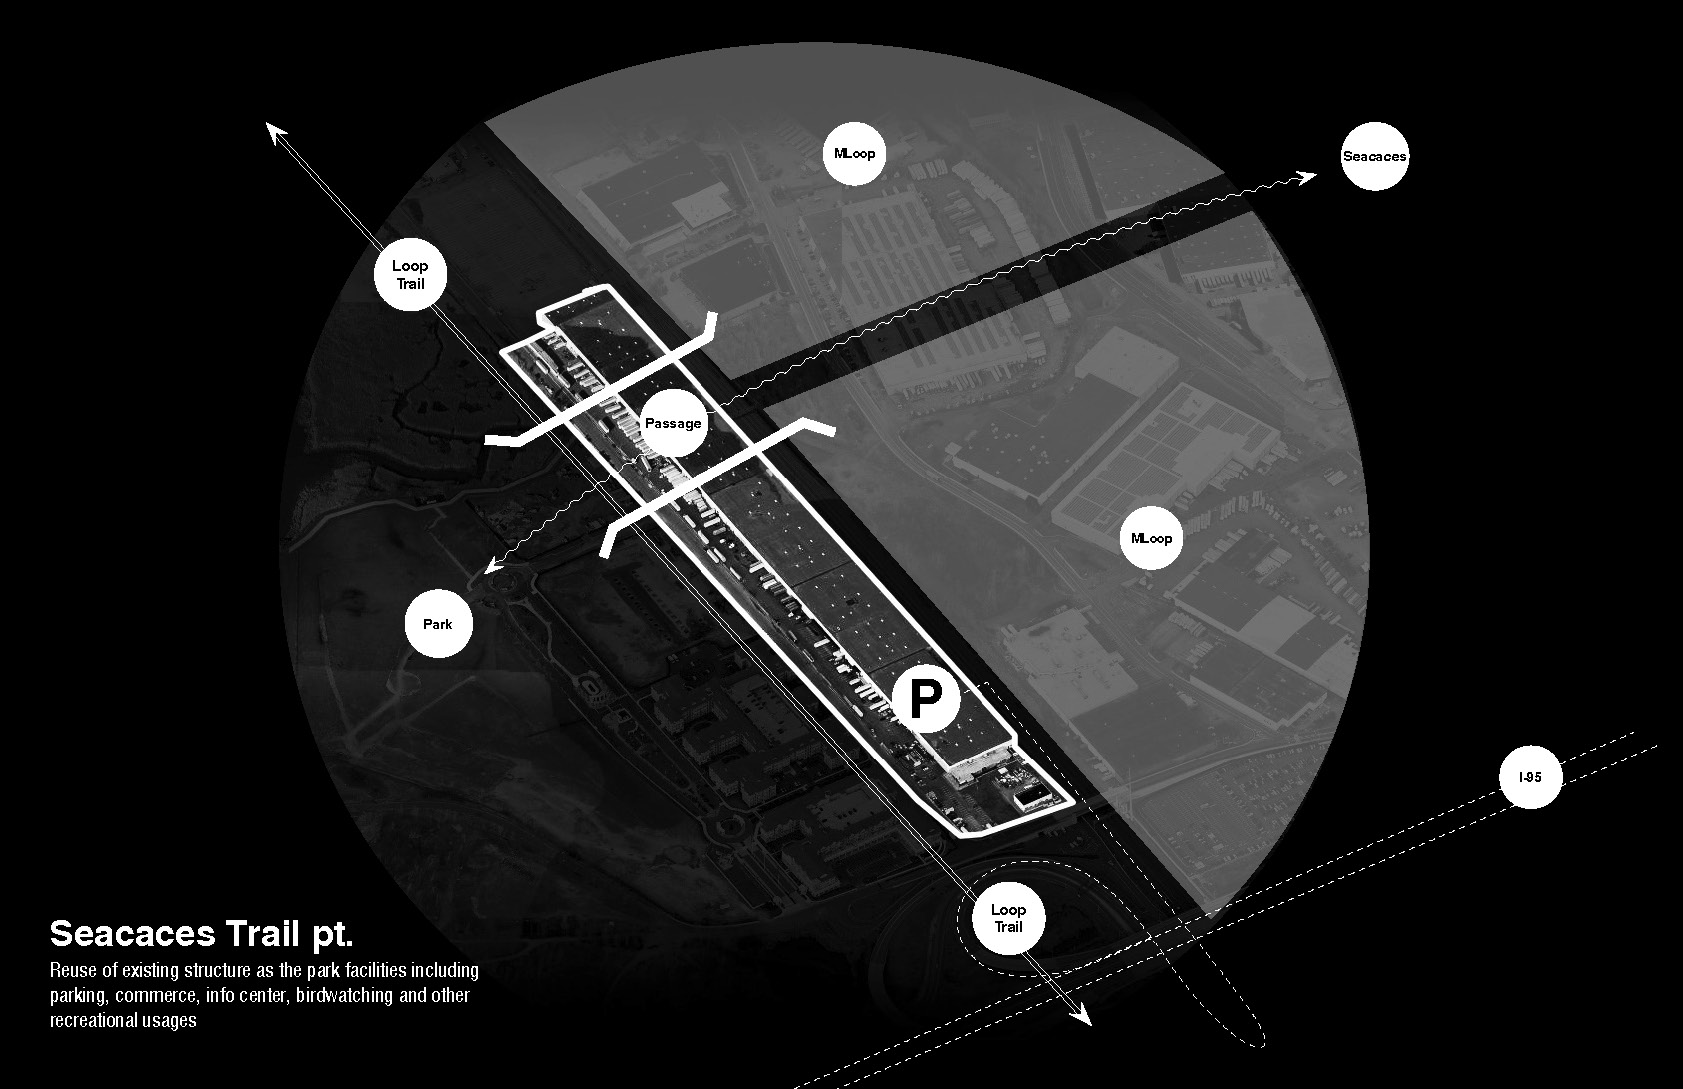 MLoop
Seacaces
Loop
Trail
Passage
MLoop
Park
P
I-95
Loop
Trail
Seacaces Trail pt.
Reuse of existing structure as the park facilities including
parking, commerce, info center, birdwatching and other
recreational usages